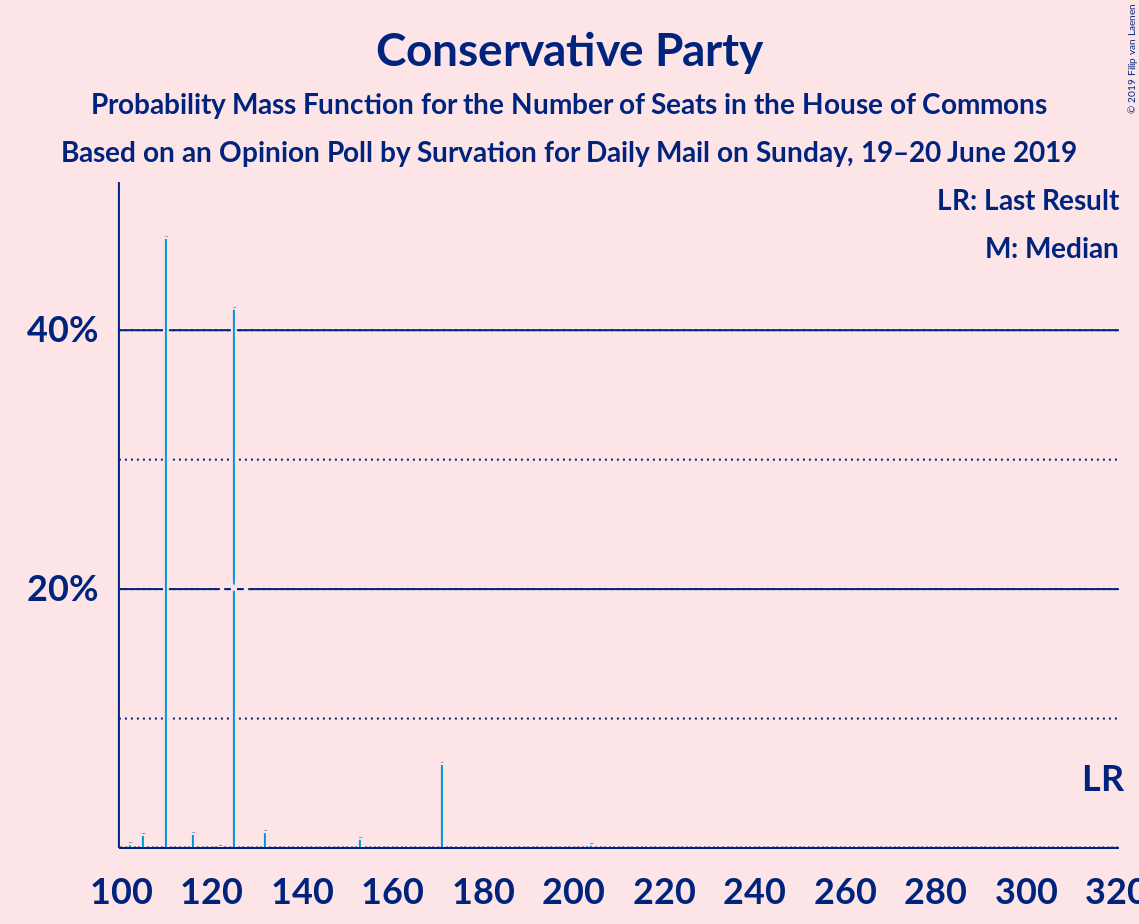 Conservative Party
Probability Mass Function for the Number of Seats in the House of Commons
Based on an Opinion Poll by Survation for Daily Mail on Sunday, 19–20 June 2019
© 2019 Filip van Laenen
LR: Last Result
M: Median
40%
20%
LR
100 120 140 160 180 200 220 240 260 280 300 320